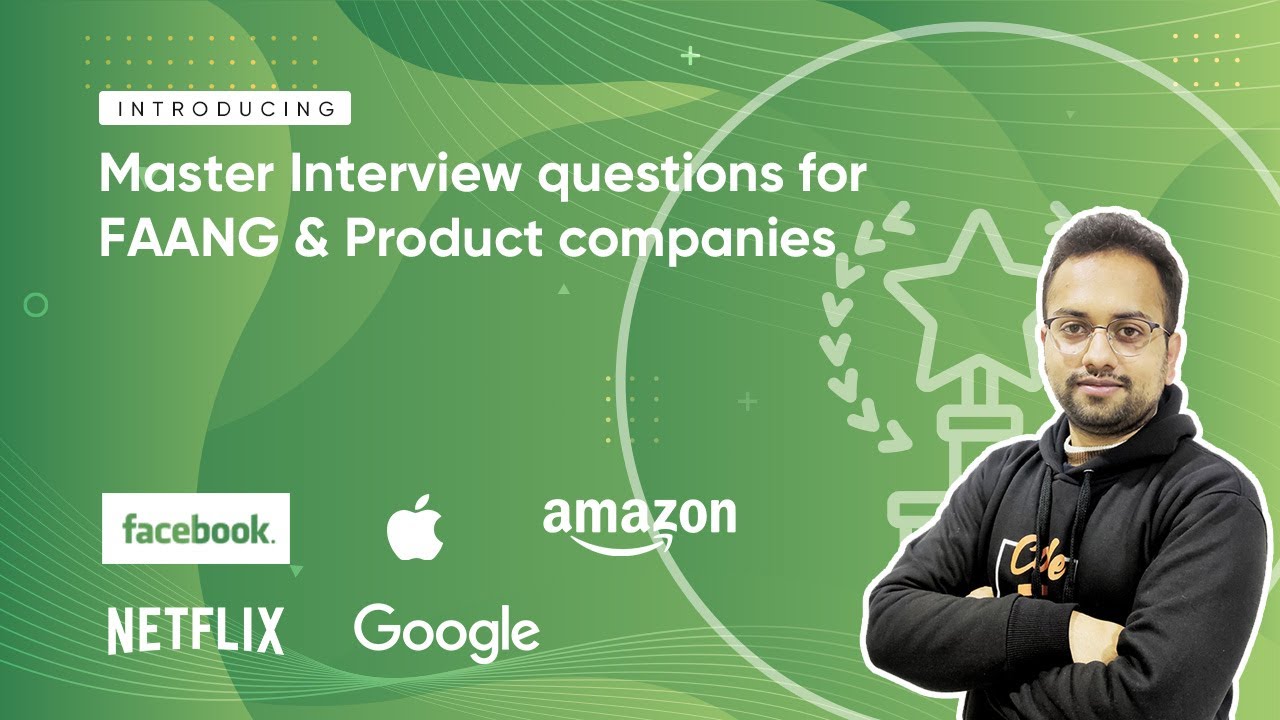 INTRODUCING
Master Interview questions for
FAANG & Product companies
facebook.
amazon
NETFLIX
Google